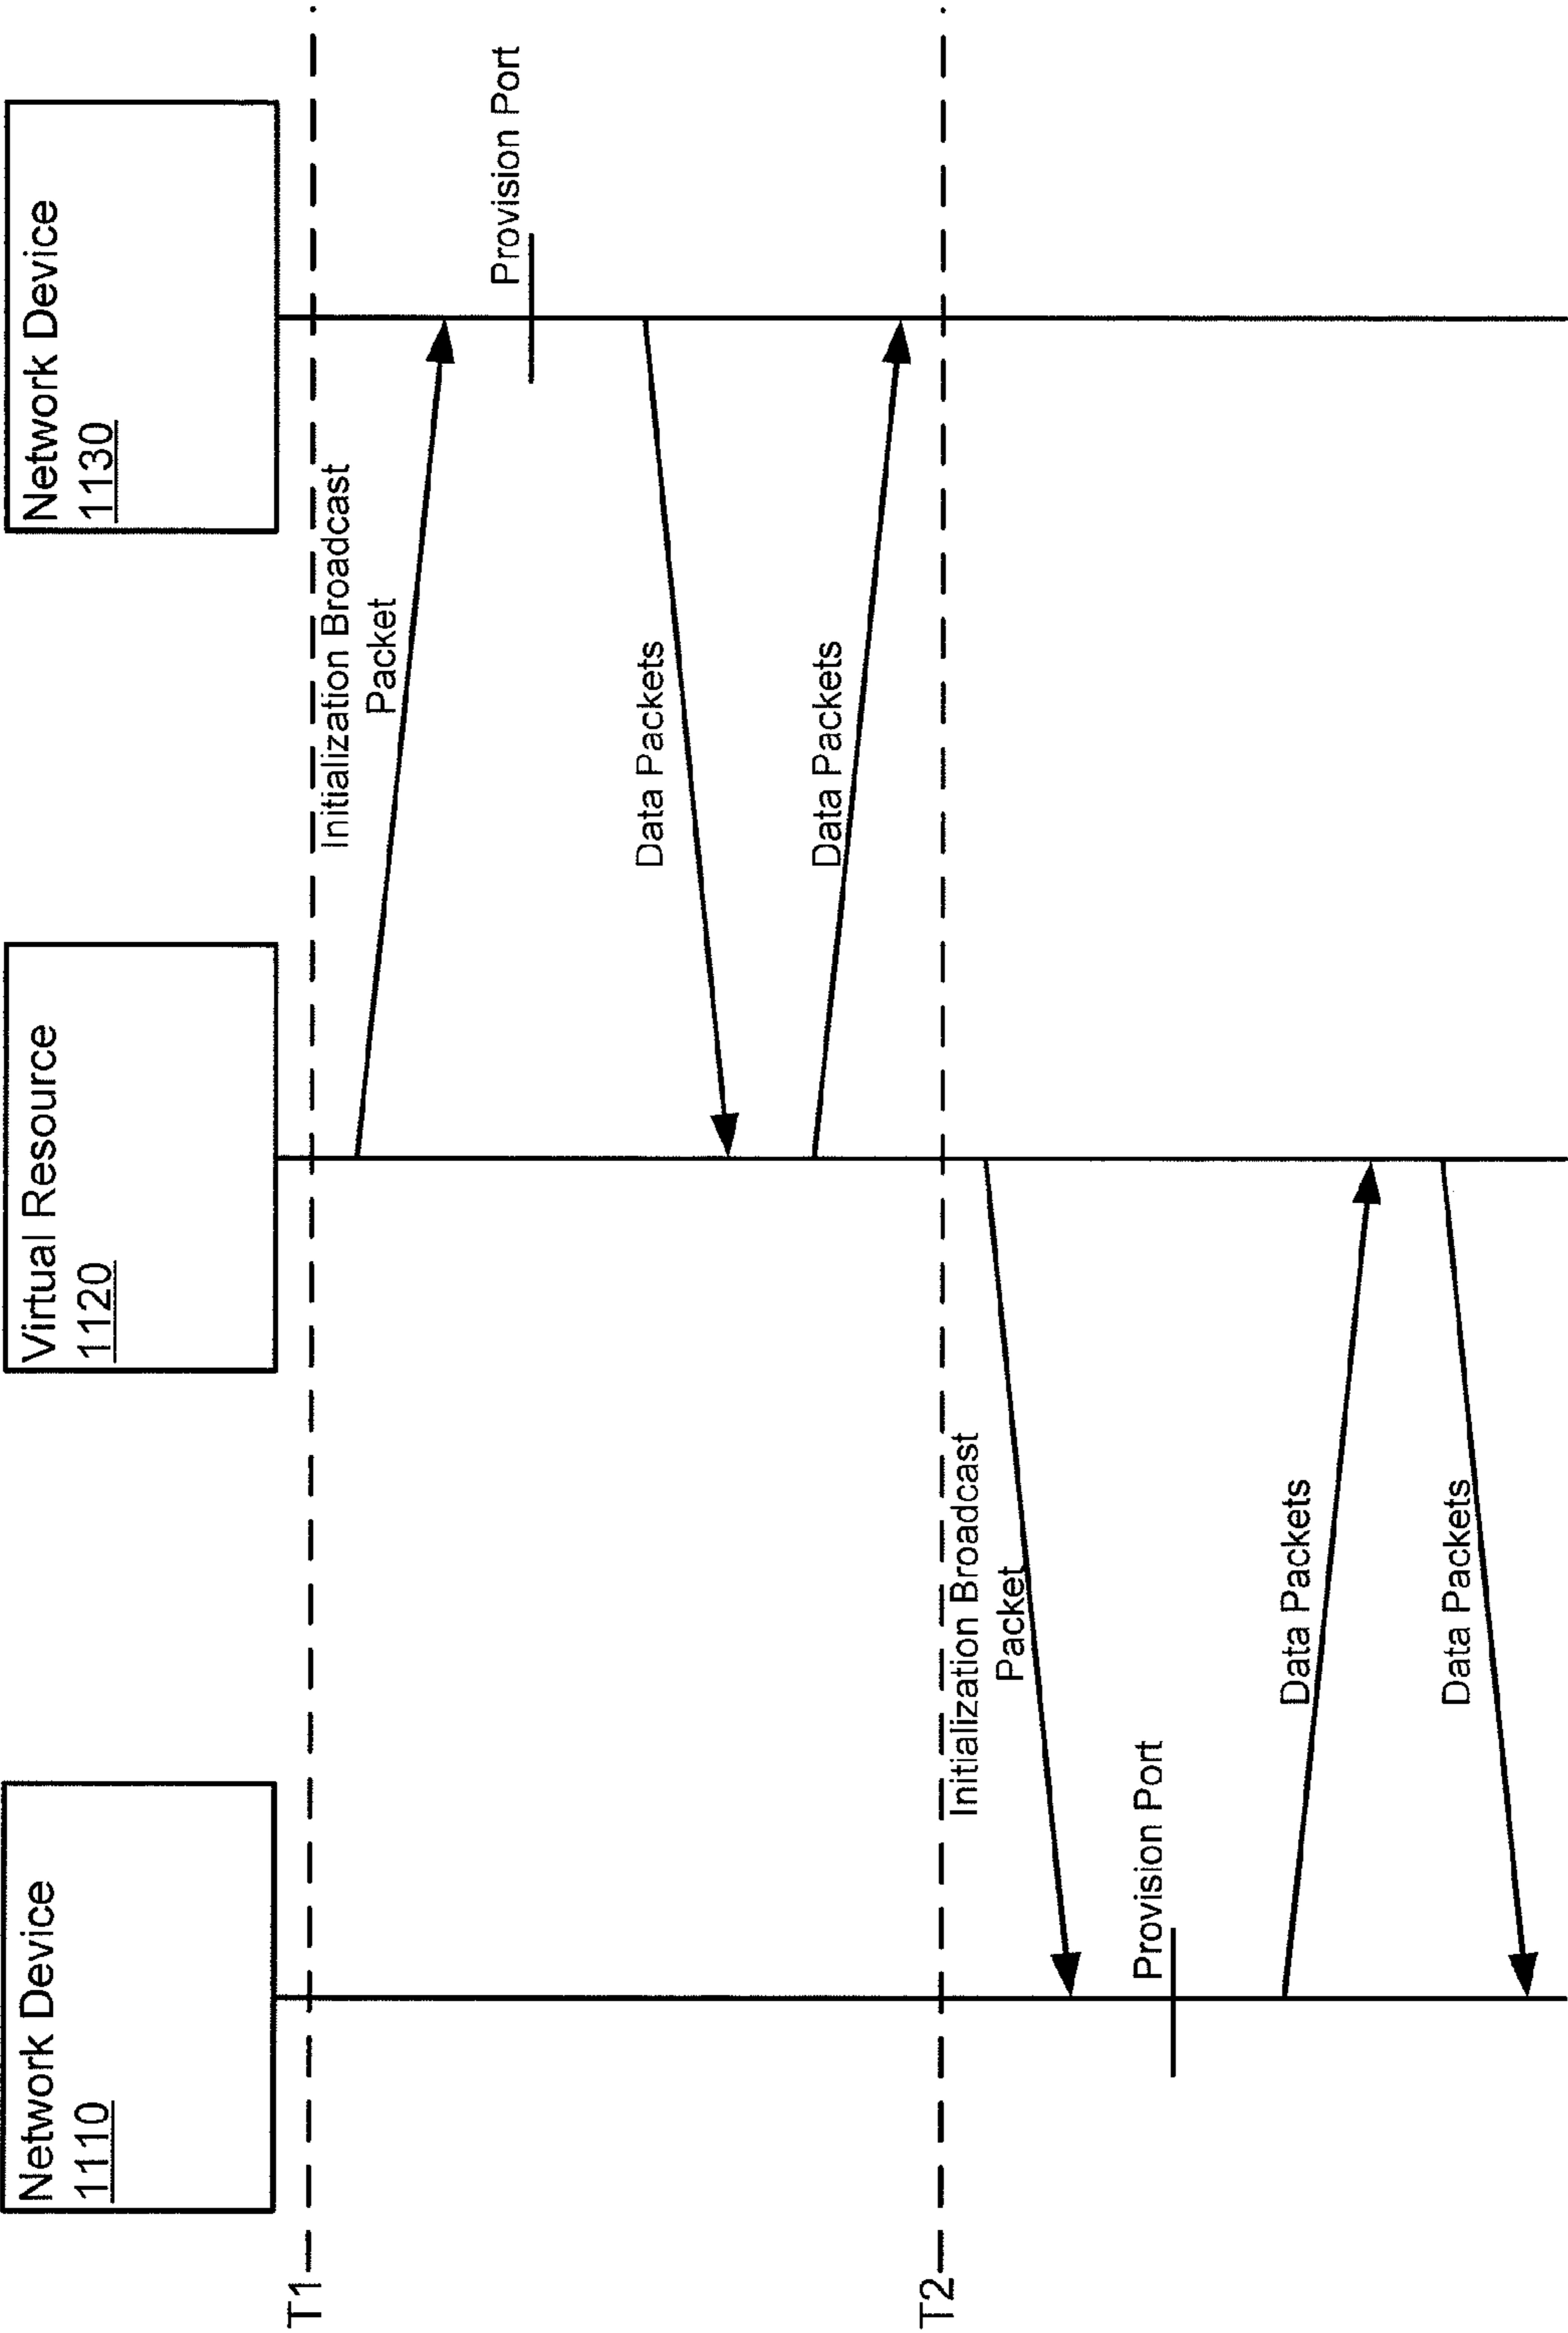 Network Device
1110
Virtual Resource
1120
Network Device
1130
T1
Initialization Broadcast
Packet
Provision Port
Data Packets
Data Packets
T2
Initialization Broadcast
Packet
Provision Port
Data Packets
Data Packets